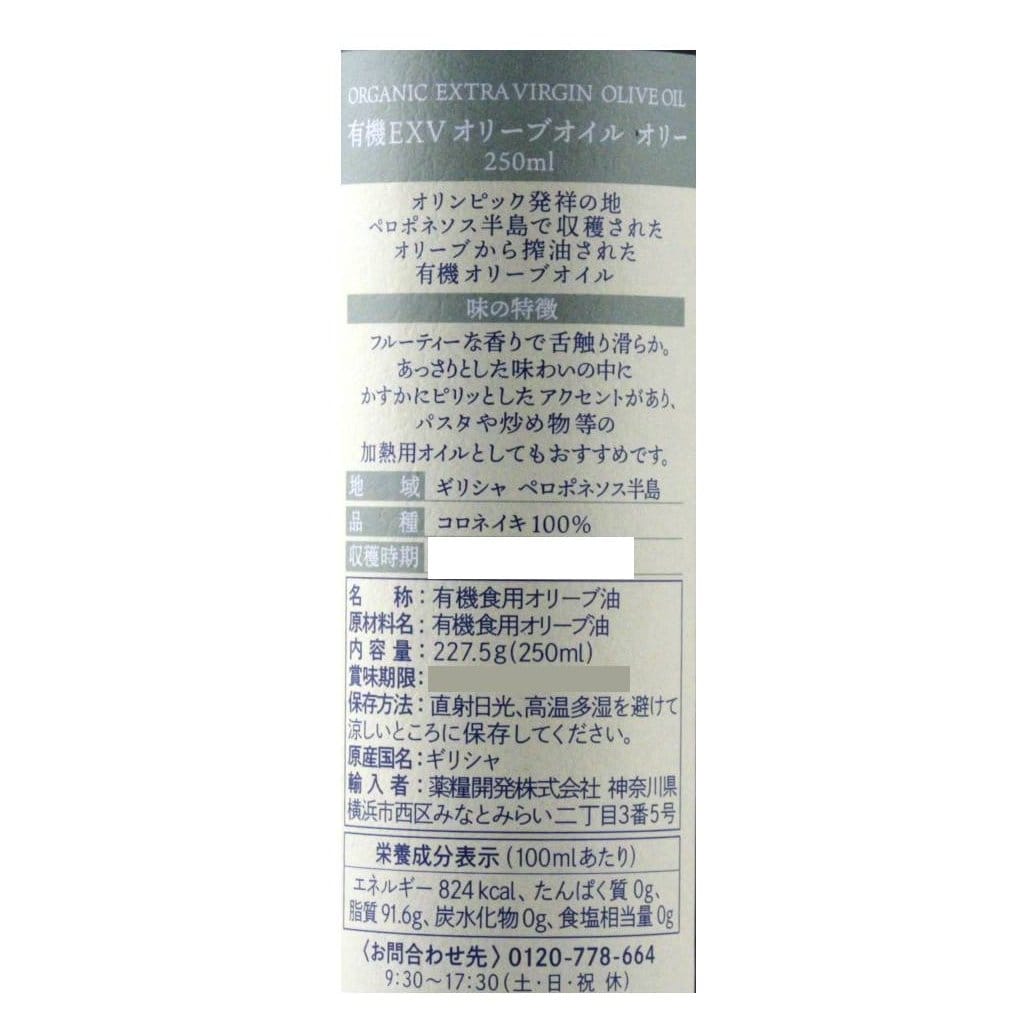 ORGANIC EXTRA VIRGIN OLIVE OIL
有機EXV オリーブオイル オリー
250ml
オリンピック発祥の地
ペロポネソス半島で収穫された
オリーブから搾油された
有機オリーブオイル
味の特徴
フルーティーな香りで舌触り滑らか。
あっさりとした味わいの中に
かすかにピリッとしたアクセントがあり、
パスタや炒め物等の
加熱用オイルとしてもおすすめです。
地域 ギリシャ ペロポネソス半島
品種 コロネイキ100%
収穫時期
名称：有機食用オリーブ油
原材料名：有機食用オリーブ油
内容量：227.5g(250ml)
賞味期限：
保存方法：直射日光、高温多湿を避けて
涼しいところに保存してください。
原産国名：ギリシャ
輸入者：薬糧開発株式会社 神奈川県
横浜市西区みなとみらい二丁目3番5号
栄養成分表示(100mlあたり)
エネルギー 824kcal、たんぱく質 0g、
脂質 91.6g、炭水化物 0g、食塩相当量 0g
〈お問合わせ先〉0120-778-664
9:30〜17:30(土・日・祝 休)